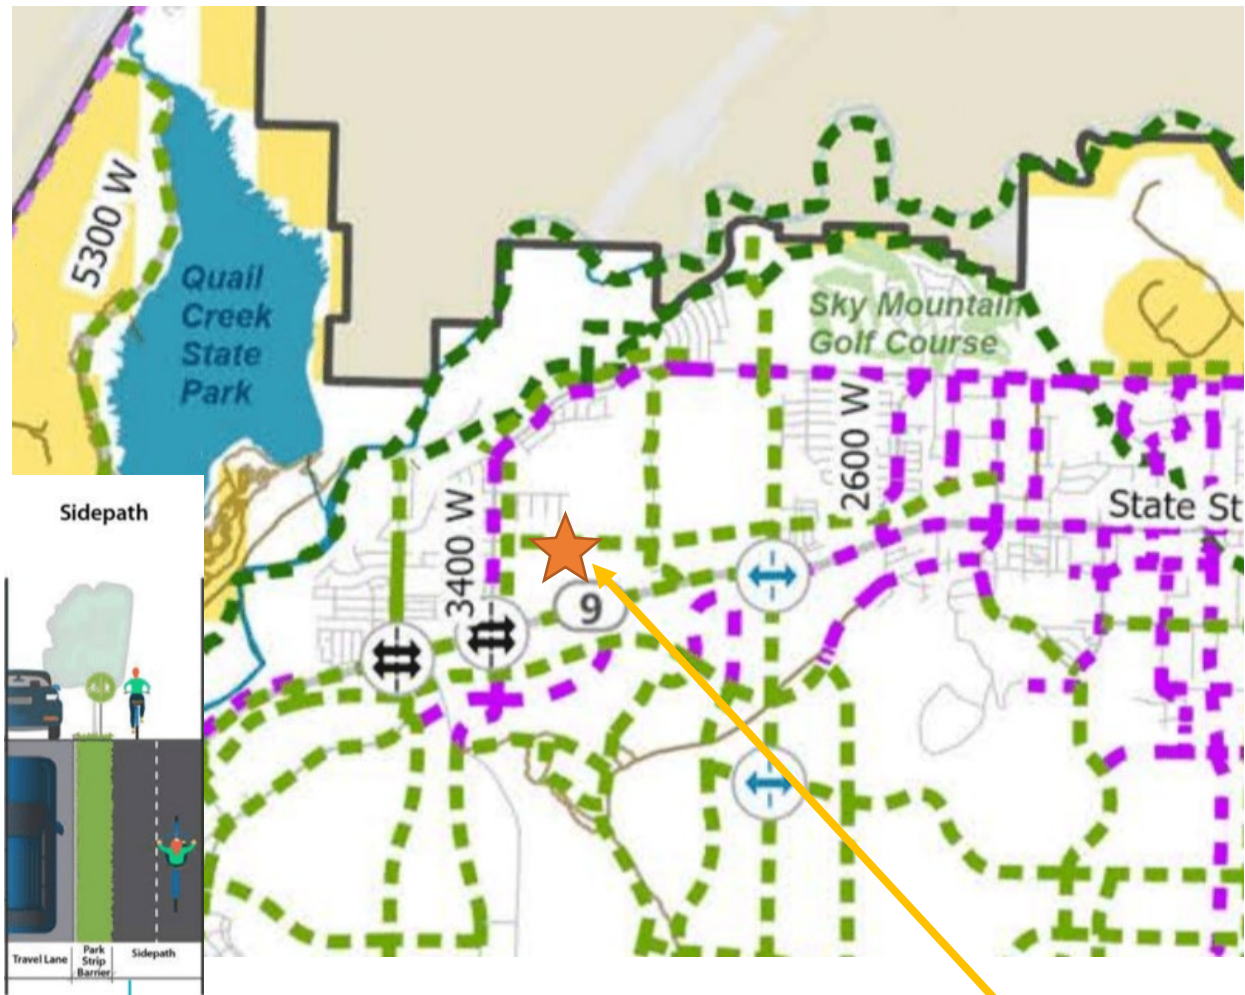 5300 W
Quail
Creek
State
Park
Sky Mountain
Golf Course
2600 W
3400 W
State St
9
Sidepath
Travel Lane
Park
Strip
Barrier
Sidepath